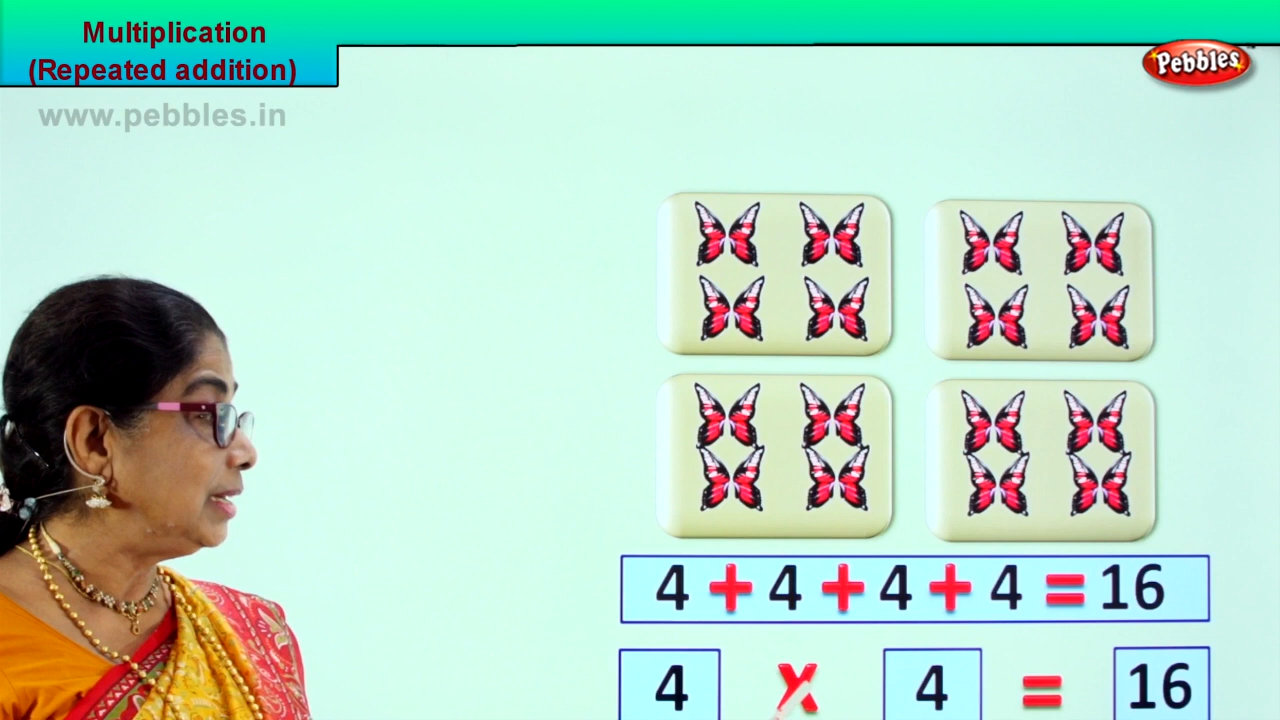 Multiplication
(Repeated addition)
www.pebbles.in
Pebbles
4 + 4 + 4 + 4 = 16
4 x 4 = 16